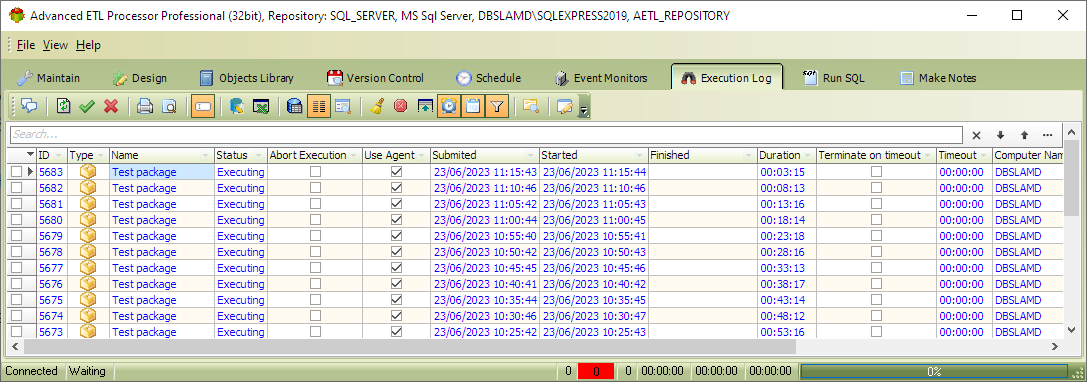 Advanced ETL Processor Professional (32bit), Repository: SQL_SERVER, MS Sql Server, DBSLAMD\SQLEXPRESS2019, AETL_REPOSITORY
File View Help
Maintain Design Objects Library Version Control Schedule Event Monitors Execution Log SQL Run SQL Make Notes
Search...
ID Type Name Status Abort Execution Use Agent Submited Started Finished Duration Terminate on timeout Timeout Computer Nam
5683 Test package Executing 23/06/2023 11:15:43 23/06/2023 11:15:44 00:03:15 00:00:00 DBSLAMD
5682 Test package Executing 23/06/2023 11:10:46 23/06/2023 11:10:46 00:08:13 00:00:00 DBSLAMD
5681 Test package Executing 23/06/2023 11:05:42 23/06/2023 11:05:43 00:13:16 00:00:00 DBSLAMD
5680 Test package Executing 23/06/2023 11:00:44 23/06/2023 11:00:45 00:18:14 00:00:00 DBSLAMD
5679 Test package Executing 23/06/2023 10:55:40 23/06/2023 10:55:41 00:23:18 00:00:00 DBSLAMD
5678 Test package Executing 23/06/2023 10:50:42 23/06/2023 10:50:43 00:28:16 00:00:00 DBSLAMD
5677 Test package Executing 23/06/2023 10:45:45 23/06/2023 10:45:46 00:33:13 00:00:00 DBSLAMD
5676 Test package Executing 23/06/2023 10:40:41 23/06/2023 10:40:42 00:38:17 00:00:00 DBSLAMD
5675 Test package Executing 23/06/2023 10:35:44 23/06/2023 10:35:45 00:43:14 00:00:00 DBSLAMD
5674 Test package Executing 23/06/2023 10:30:46 23/06/2023 10:30:47 00:48:12 00:00:00 DBSLAMD
5673 Test package Executing 23/06/2023 10:25:42 23/06/2023 10:25:43 00:53:16 00:00:00 DBSLAMD
Connected Waiting 0 0 0 00:00:00 00:00:00 00:00:00 0%